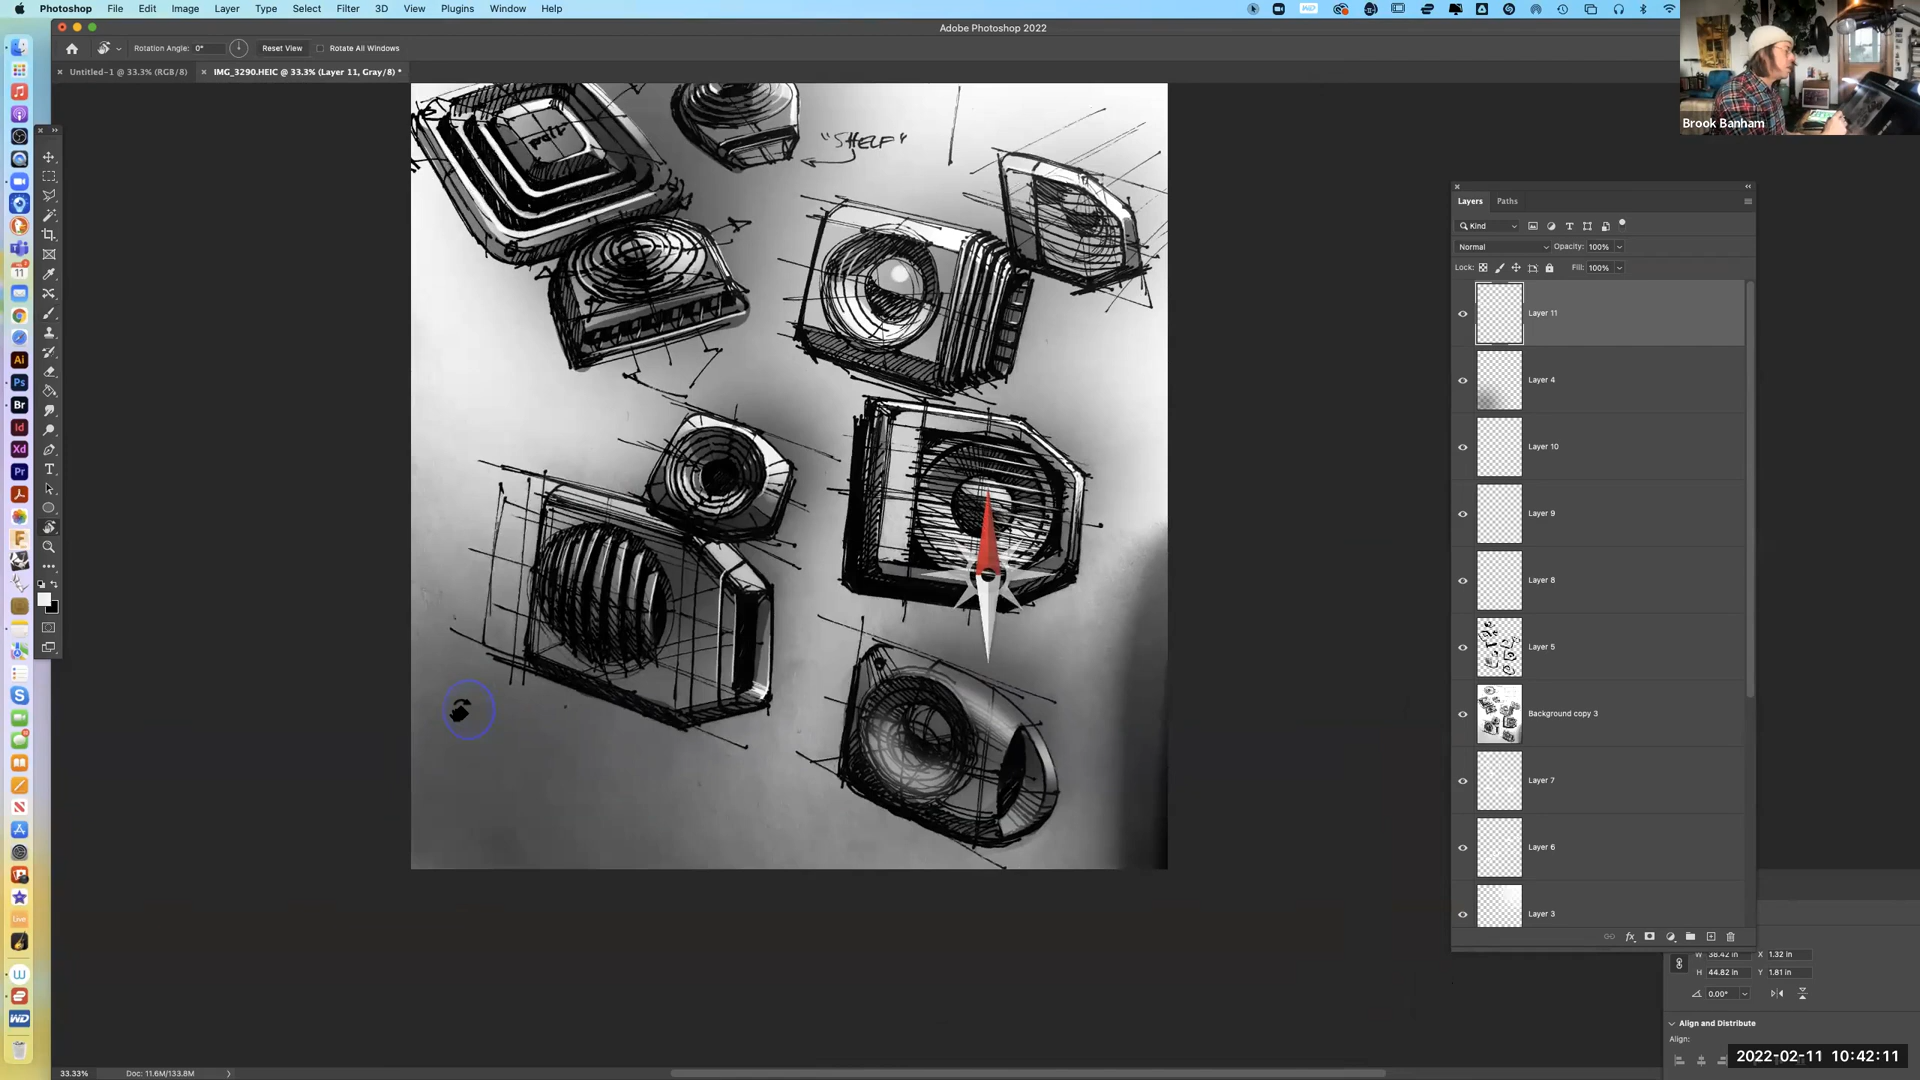 Photoshop File Edit Image Layer Type Select Filter 3D View Plugins Window Help
Adobe Photoshop 2022
Rotation Angle: 0° Reset View Rotate All Windows
Untitled-1 @ 33.3% (RGB/8) IMG_3290.HEIC @ 33.3% (Layer 11, Gray/8) *
Brook Banham
"SHELF"
Layers Paths
Kind
Normal Opacity: 100%
Lock: Fill: 100%
Layer 11
Layer 4
Layer 10
Layer 9
Layer 8
Layer 5
Background copy 3
Layer 7
Layer 6
Layer 3
W 38.42 in X 1.32 in
H 44.82 in Y 1.81 in
0.00°
Align and Distribute
Align:
2022-02-11 10:42:11
33.33% Doc: 11.6M/133.8M